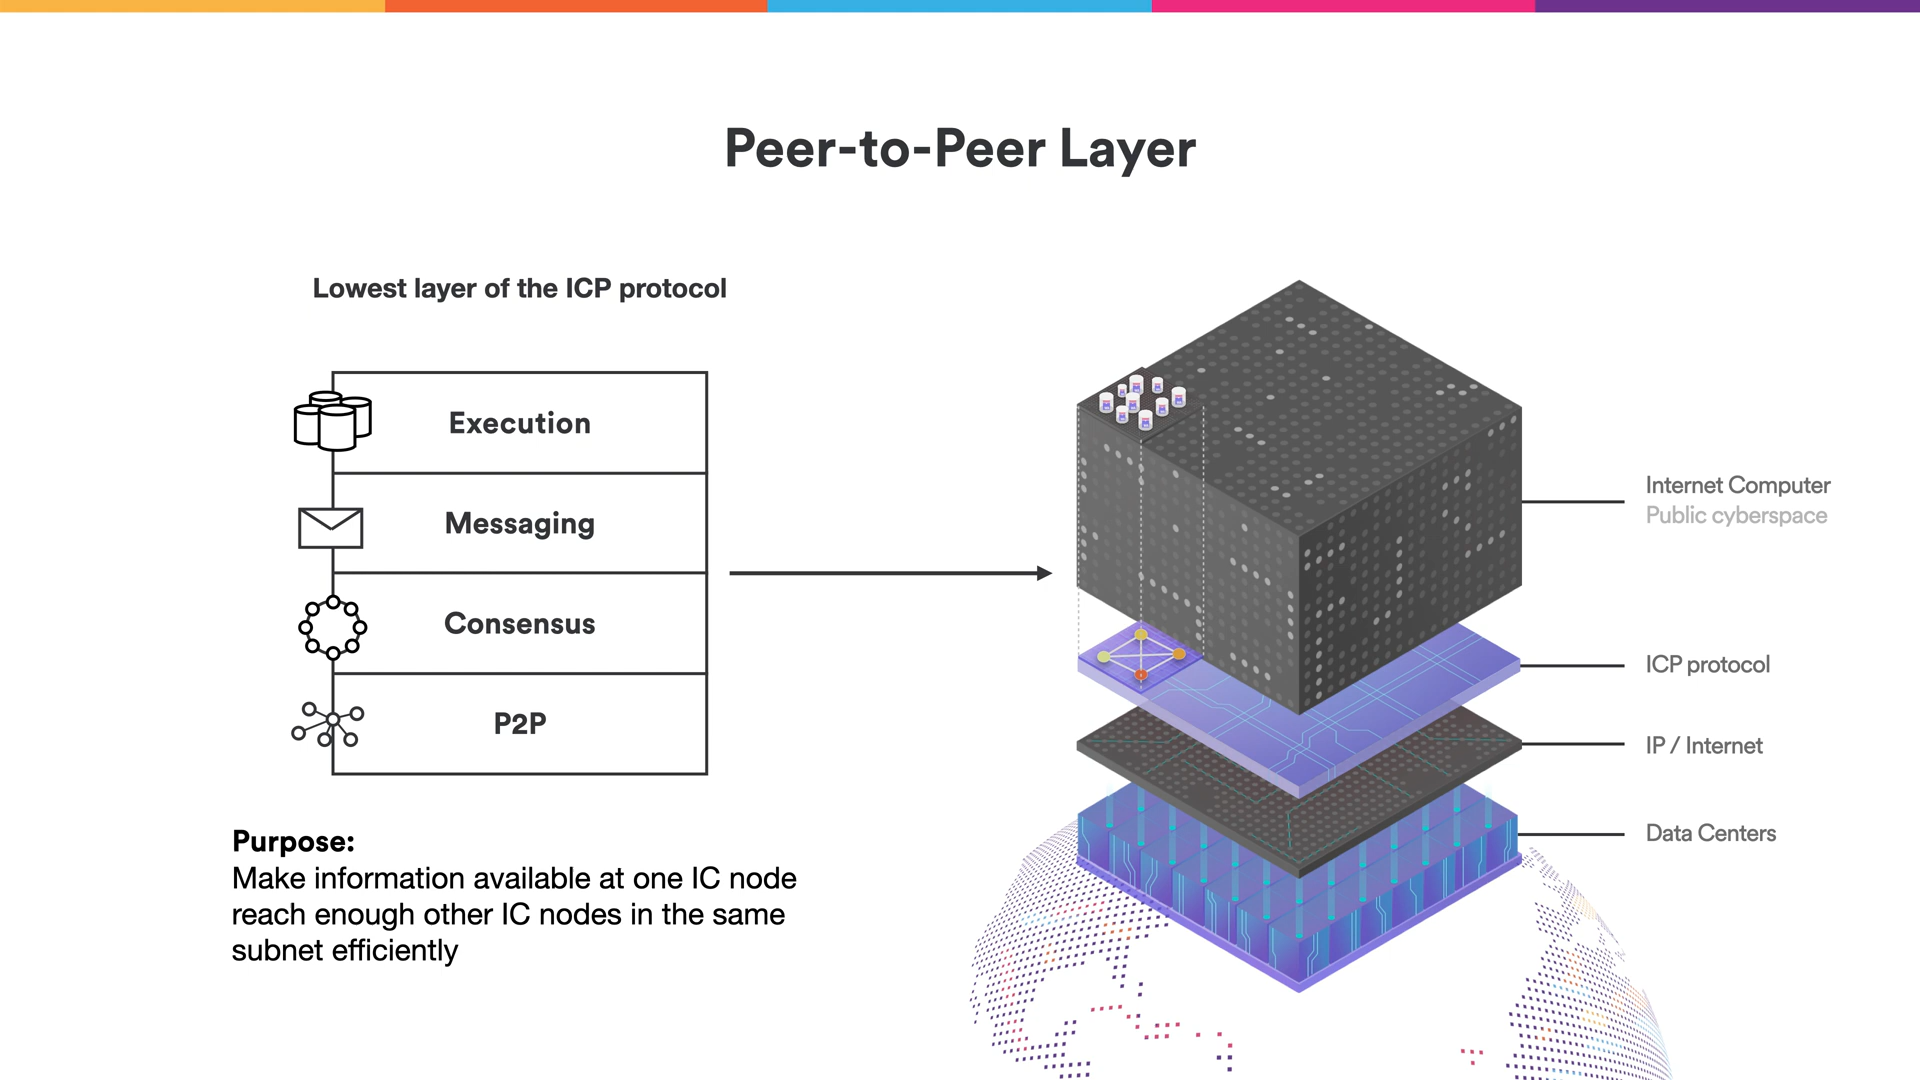 Peer-to-Peer Layer
Lowest layer of the ICP protocol
Execution
Messaging
Consensus
P2P
Purpose:
Make information available at one IC node
reach enough other IC nodes in the same
subnet efficiently
Internet Computer
Public cyberspace
ICP protocol
IP / Internet
Data Centers